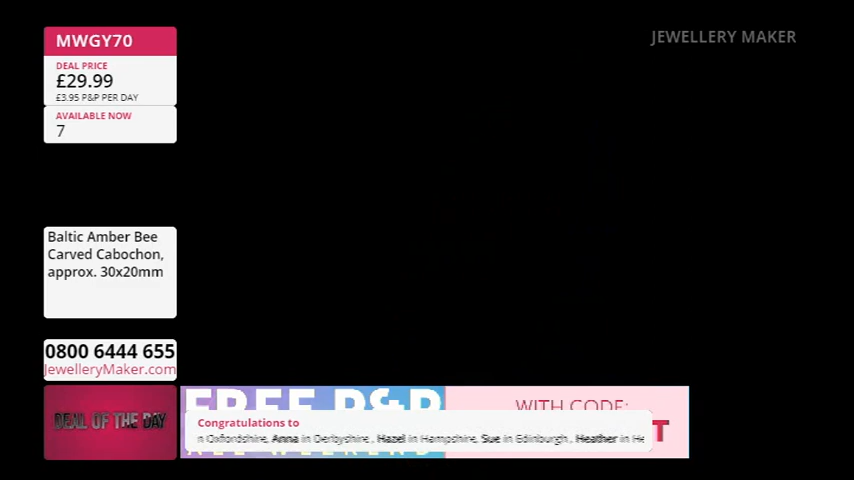 MWGY70
DEAL PRICE
£29.99
£3.95 P&P PER DAY
AVAILABLE NOW
7
JEWELLERY MAKER
Baltic Amber Bee
Carved Cabochon,
approx. 30x20mm
0800 6444 655
JewelleryMaker.com
DEAL OF THE DAY
FREE P&P
WEEKEND
WITH CODE:
Congratulations to
n Oxfordshire, Anna in Derbyshire, Hazel in Hampshire, Sue in Edinburgh, Heather in He